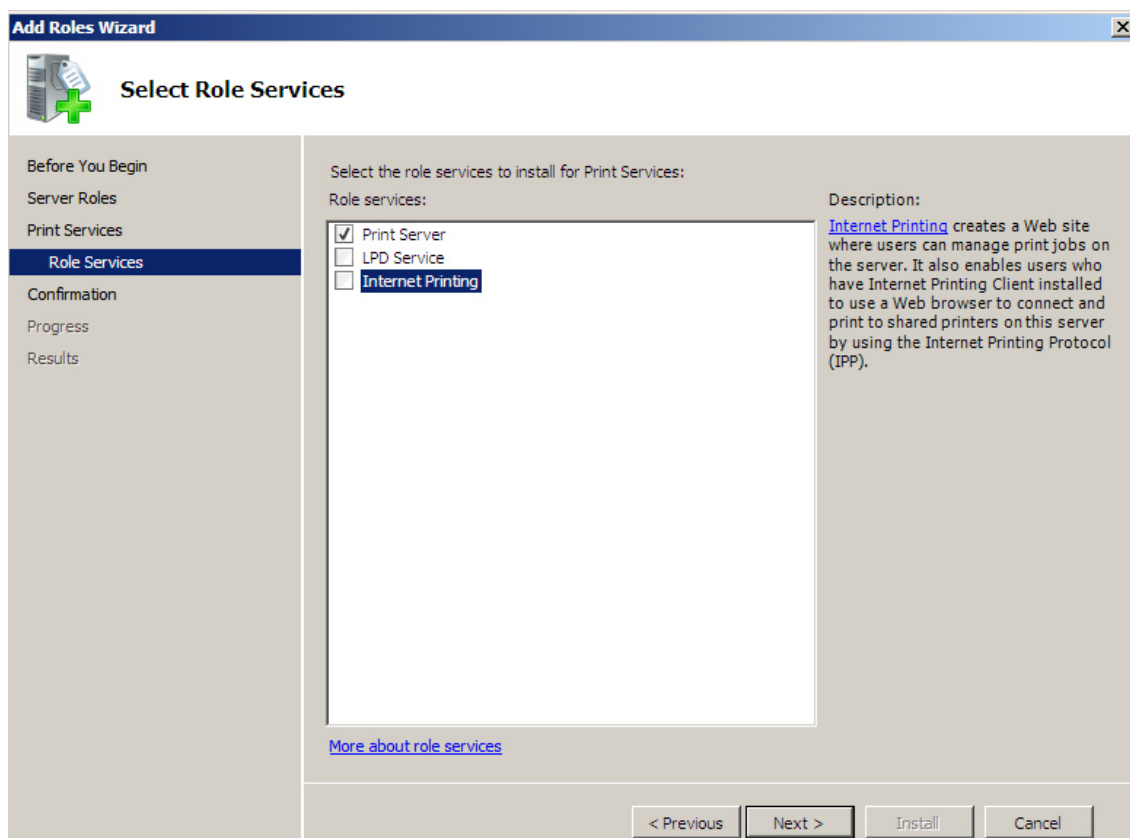 Add Roles Wizard
Select Role Services
Before You Begin
Server Roles
Print Services
Role Services
Confirmation
Progress
Results
Select the role services to install for Print Services:
Role services:
Print Server
LPD Service
Internet Printing
More about role services
Description:
Internet Printing creates a Web site
where users can manage print jobs on
the server. It also enables users who
have Internet Printing Client installed
to use a Web browser to connect and
print to shared printers on this server
by using the Internet Printing Protocol
(IPP).
< Previous
Next >
Install
Cancel